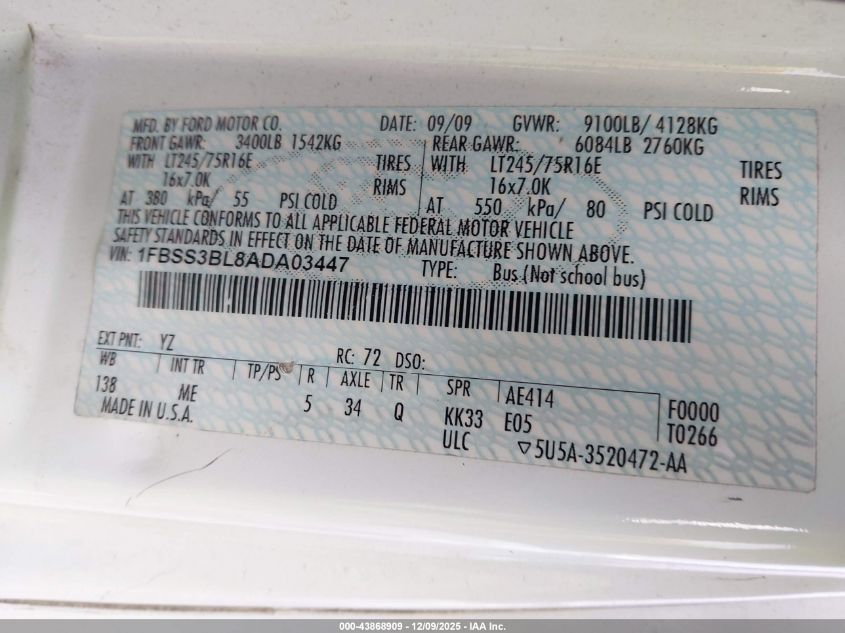 MFD. BY FORD MOTOR CO. DATE: 09/09 GVWR: 9100LB/ 4128KG
FRONT GAWR: 3400LB 1542KG REAR GAWR: 6084LB 2760KG
WITH LT245/75R16E TIRES WITH LT245/75R16E TIRES
16x7.0K RIMS 16x7.0K RIMS
AT 380 kPa/ 55 PSI COLD AT 550 kPa/ 80 PSI COLD
THIS VEHICLE CONFORMS TO ALL APPLICABLE FEDERAL MOTOR VEHICLE
SAFETY STANDARDS IN EFFECT ON THE DATE OF MANUFACTURE SHOWN ABOVE.
VIN: 1FBSS3BL8ADA03447 TYPE: Bus (Not school bus)
EXT PNT: YZ RC: 72 DSO:
WB INT TR TP/PS R AXLE TR SPR AE414 F0000
138 ME 5 34 Q KK33 E05 T0266
MADE IN U.S.A. ULC ▽5U5A-3520472-AA
000-43868909 - 12/09/2025 - IAA Inc.